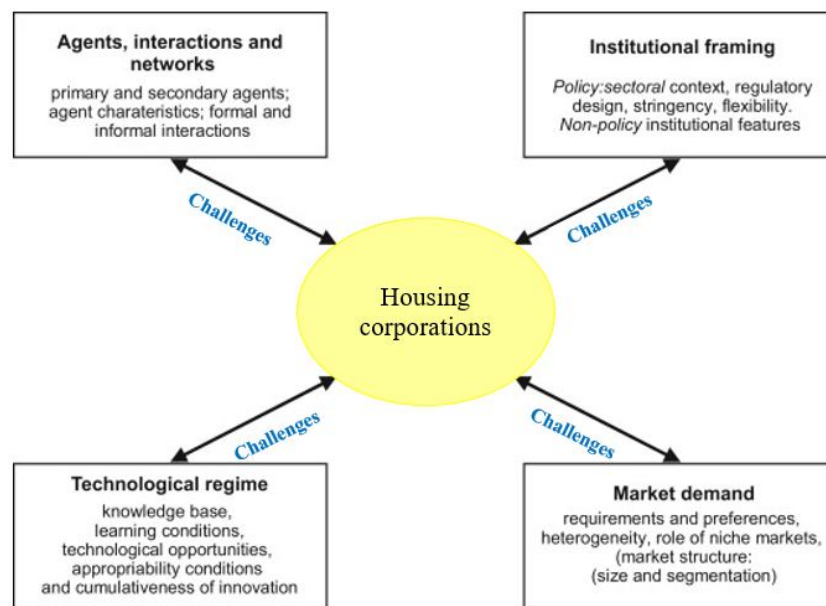 Agents, interactions and
networks
primary and secondary agents;
agent charateristics; formal and
informal interactions
Institutional framing
Policy:sectoral context, regulatory
design, stringency, flexibility.
Non-policy institutional features
Challenges
Challenges
Housing
corporations
Challenges
Challenges
Technological regime
knowledge base,
learning conditions,
technological opportunities,
appropriability conditions
and cumulativeness of innovation
Market demand
requirements and preferences,
heterogeneity, role of niche markets,
(market structure:
(size and segmentation)